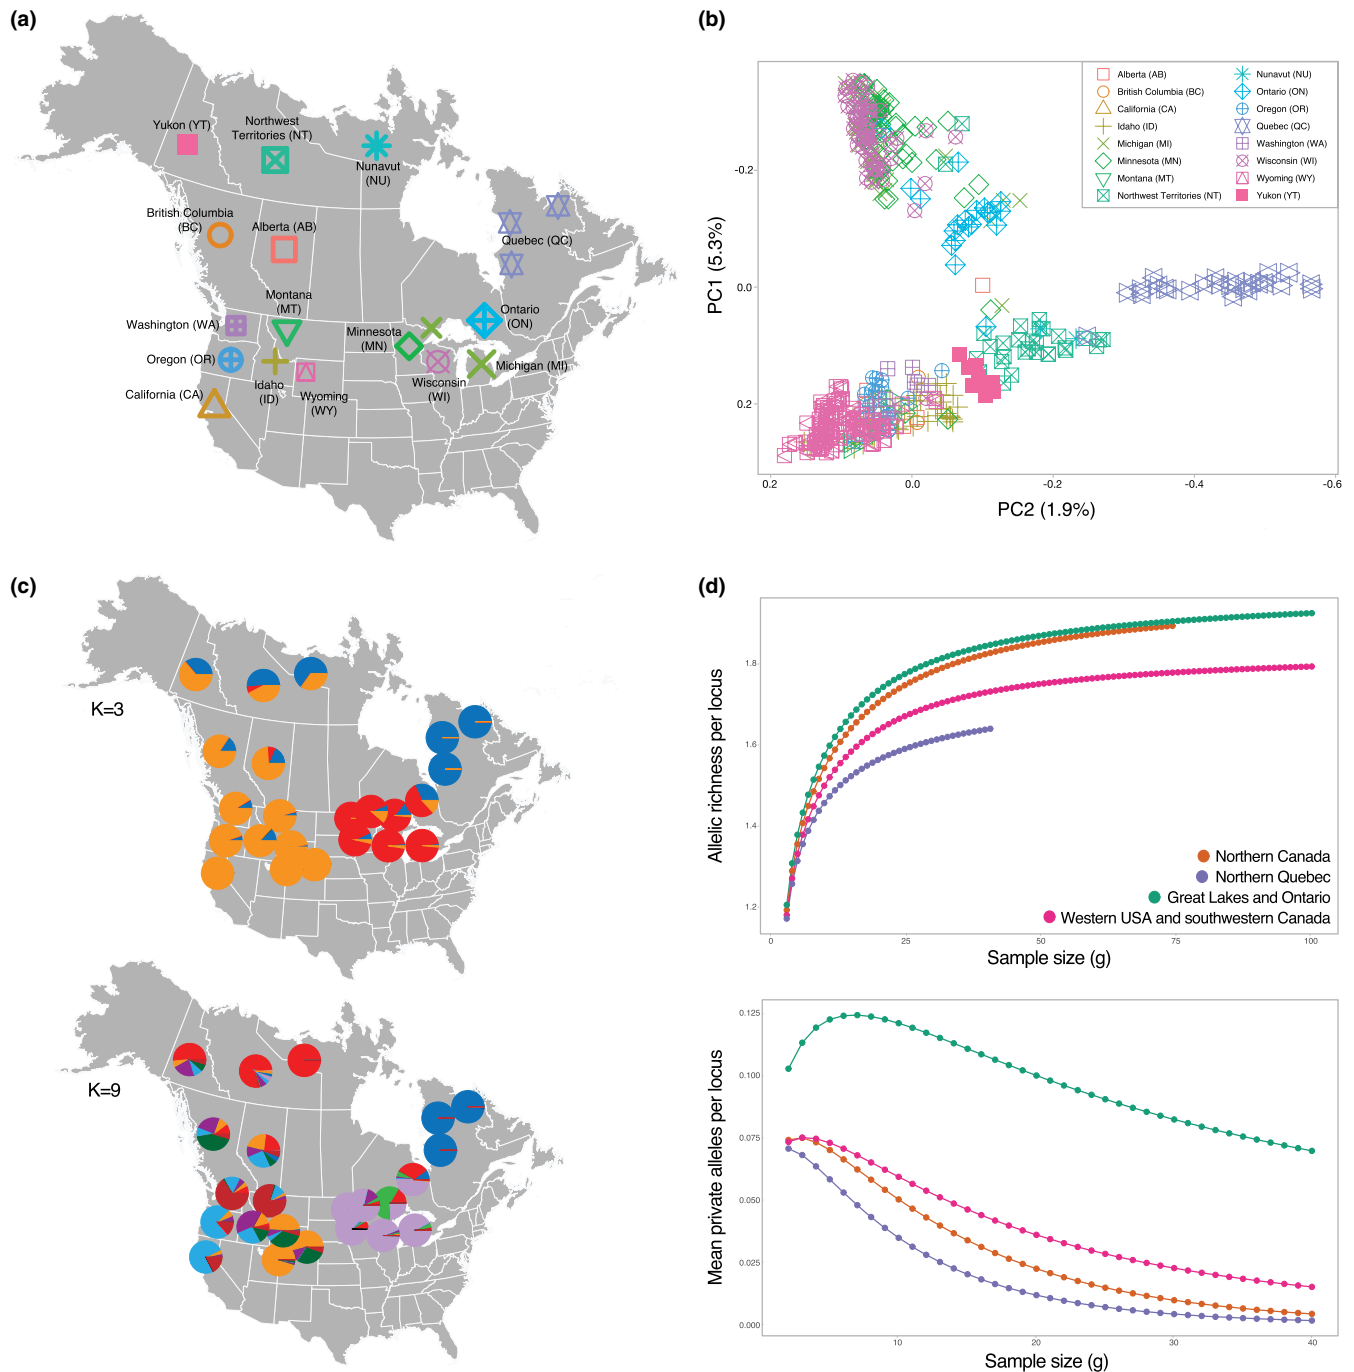 (a)
Yukon (YT)
Northwest
Territories (NT)
Nunavut
(NU)
British Columbia
(BC)
Alberta (AB)
Quebec (QC)
Montana
(MT)
Washington (WA)
Ontario
(ON)
Minnesota
(MN)
Oregon (OR)
Idaho
(ID)
Wyoming
(WY)
Wisconsin
(WI)
Michigan (MI)
California (CA)
(b)
Alberta (AB)
British Columbia (BC)
California (CA)
Idaho (ID)
Michigan (MI)
Minnesota (MN)
Montana (MT)
Northwest Territories (NT)
Nunavut (NU)
Ontario (ON)
Oregon (OR)
Quebec (QC)
Washington (WA)
Wisconsin (WI)
Wyoming (WY)
Yukon (YT)
PC1 (5.3%)
-0.2
0.0
0.2
0.2 0.0 -0.2 -0.4 -0.6
PC2 (1.9%)
(c)
K=3
K=9
(d)
Allelic richness per locus
1.8
1.6
1.4
1.2
Northern Canada
Northern Quebec
Great Lakes and Ontario
Western USA and southwestern Canada
0 25 50 75 100
Sample size (g)
Mean private alleles per locus
0.125
0.100
0.075
0.050
0.025
0.000
10 20 30 40
Sample size (g)